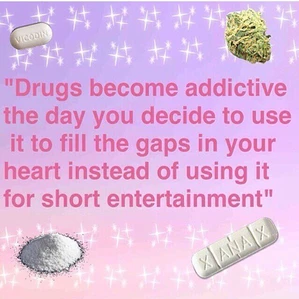 VICODIN
"Drugs become addictive
the day you decide to use
it to fill the gaps in your
heart instead of using it
for short entertainment"
XANAX